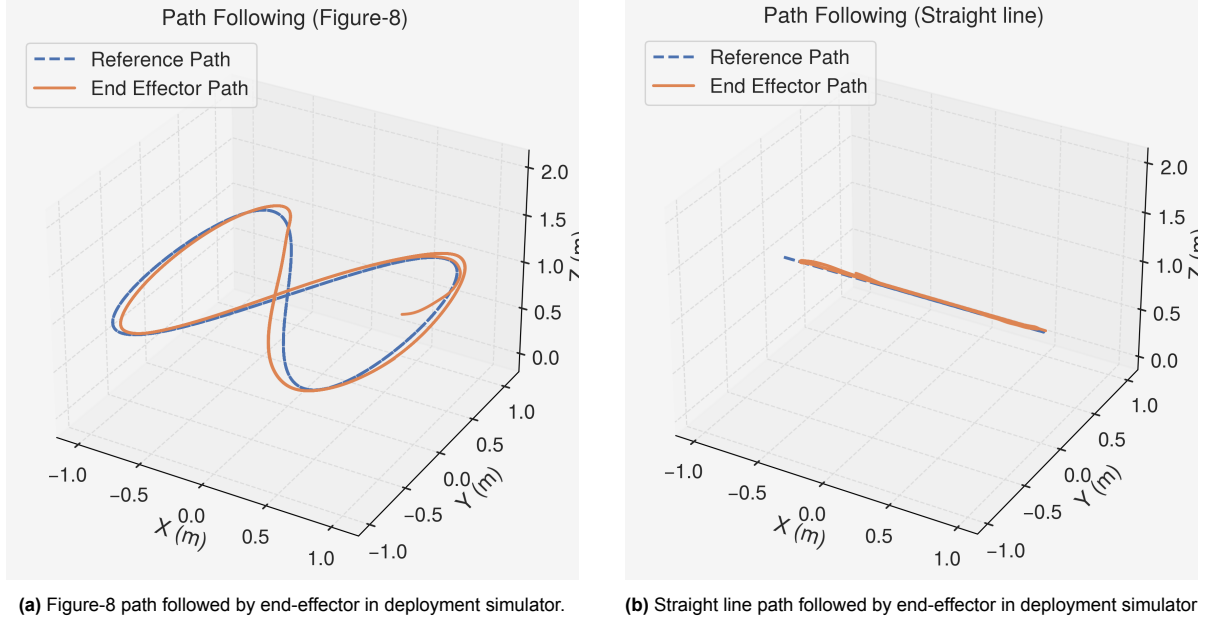 Path Following (Figure-8)
Reference Path
End Effector Path
2.0
1.5
1.0
0.5
0.0
Z (m)
1.0
0.5
0.0
−0.5
−1.0
Y (m)
−1.0
−0.5
0.0
0.5
1.0
X (m)
(a) Figure-8 path followed by end-effector in deployment simulator.
Path Following (Straight line)
Reference Path
End Effector Path
2.0
1.5
1.0
0.5
0.0
Z (m)
1.0
0.5
0.0
−0.5
−1.0
Y (m)
−1.0
−0.5
0.0
0.5
1.0
X (m)
(b) Straight line path followed by end-effector in deployment simulator